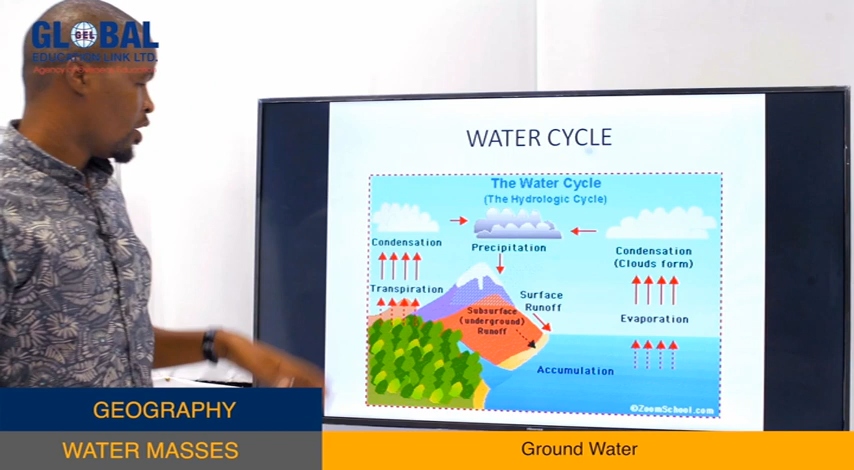 GLOBAL
GEL
EDUCATION LINK LTD.
WATER CYCLE
The Water Cycle
(The Hydrologic Cycle)
Condensation
Precipitation
Condensation
(Clouds form)
Transpiration
Surface
Runoff
Subsurface
(underground)
Runoff
Evaporation
Accumulation
©ZoomSchool.com
GEOGRAPHY
WATER MASSES
Ground Water